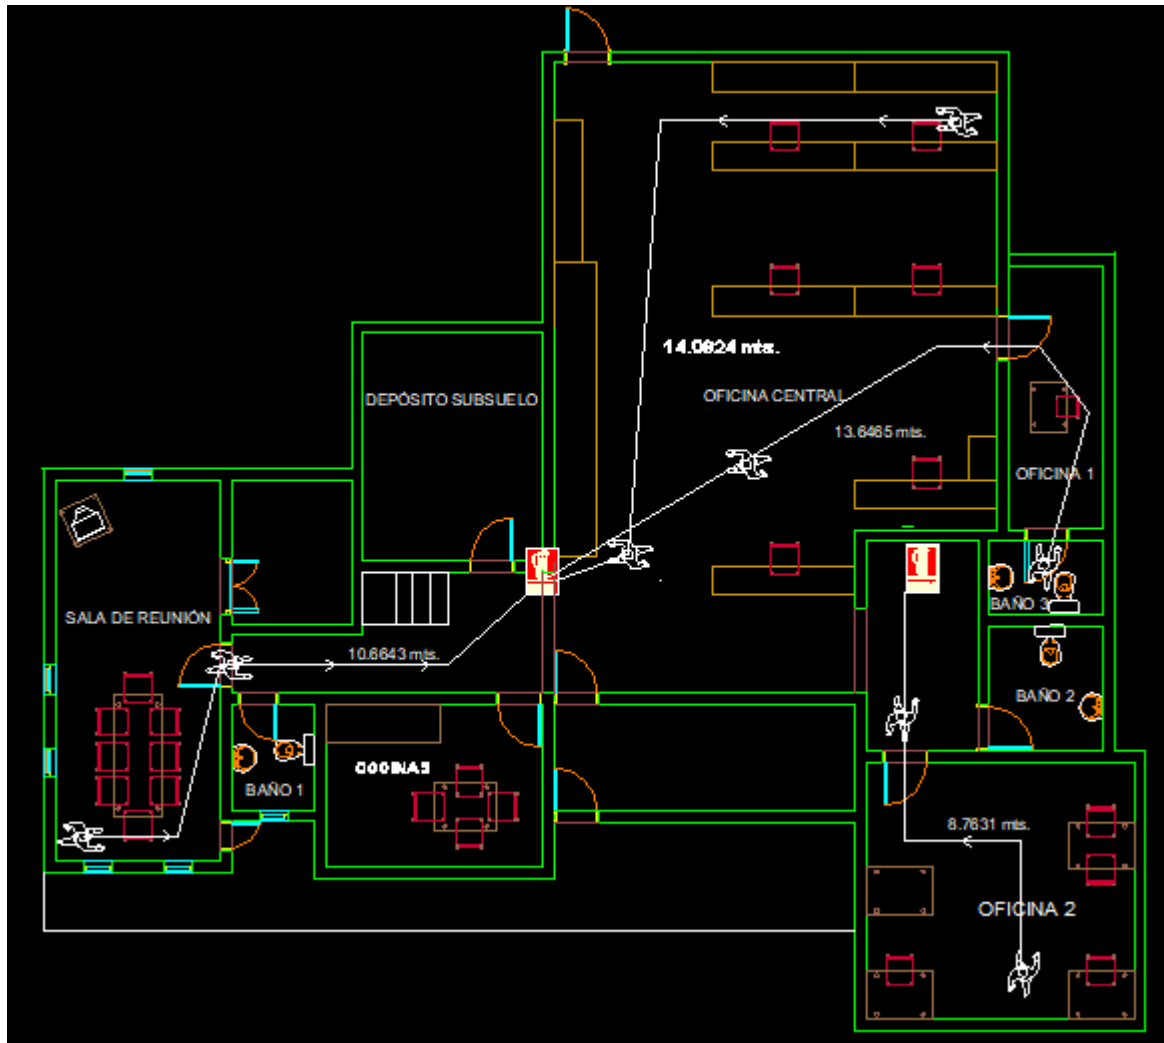 14.0824 mts.
DEPÓSITO SUBSUELO
OFICINA CENTRAL
13.6465 mts.
OFICINA 1
BAÑO 3
SALA DE REUNIÓN
10.6643 mts.
BAÑO 2
COCINA
BAÑO 1
8.7631 mts.
OFICINA 2